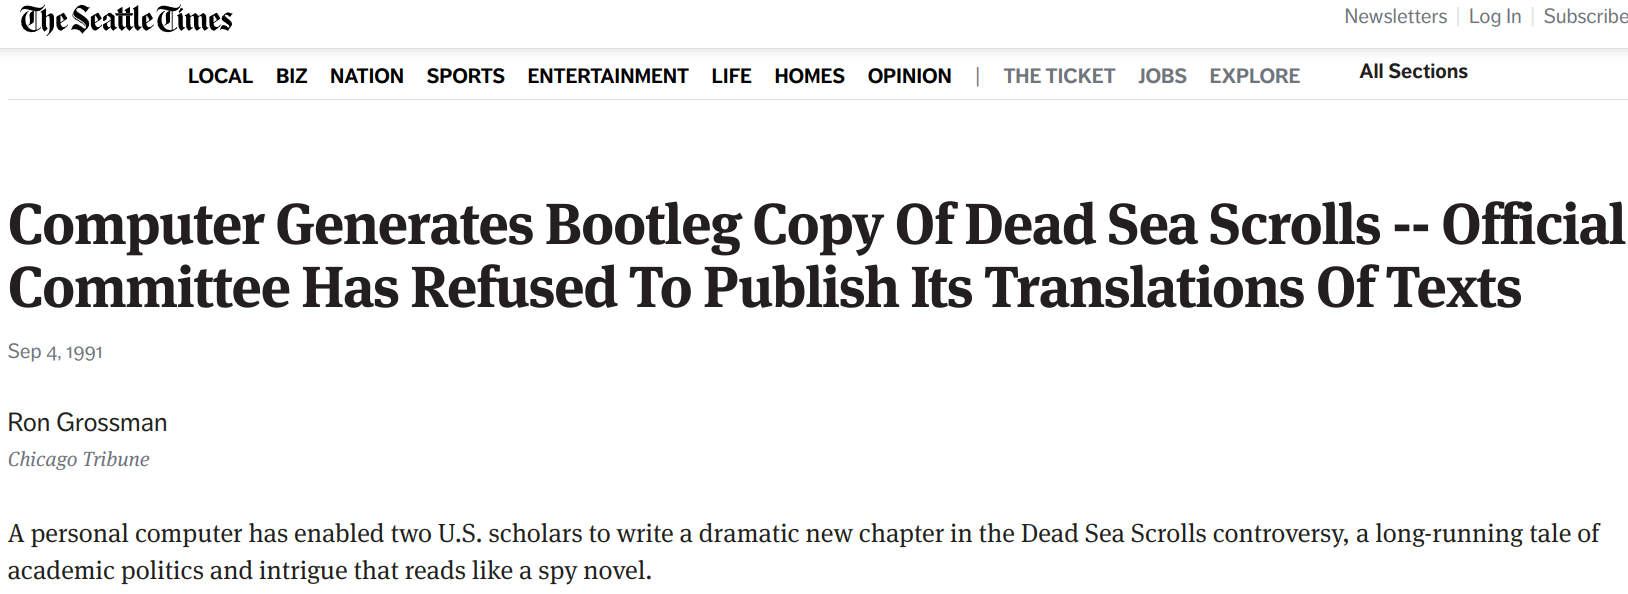 The Seattle Times
Newsletters | Log In | Subscribe
LOCAL BIZ NATION SPORTS ENTERTAINMENT LIFE HOMES OPINION | THE TICKET JOBS EXPLORE All Sections
Computer Generates Bootleg Copy Of Dead Sea Scrolls -- Official
Committee Has Refused To Publish Its Translations Of Texts
Sep 4, 1991
Ron Grossman
Chicago Tribune
A personal computer has enabled two U.S. scholars to write a dramatic new chapter in the Dead Sea Scrolls controversy, a long-running tale of
academic politics and intrigue that reads like a spy novel.